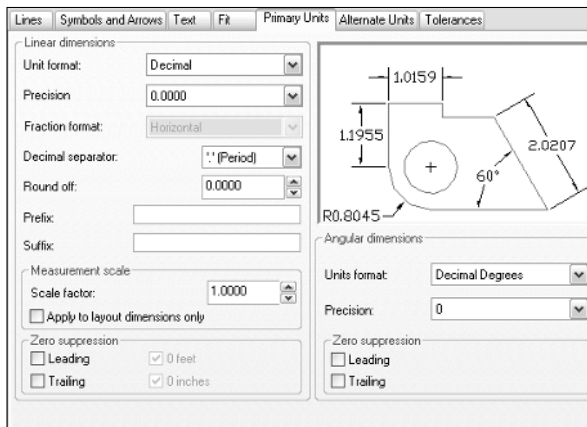 Lines Symbols and Arrows Text Fit Primary Units Alternate Units Tolerances
Linear dimensions
Unit format: Decimal
Precision 0.0000
Fraction format: Horizontal
Decimal separator: '.' (Period)
Round off: 0.0000
Prefix:
Suffix:
Measurement scale
Scale factor: 1.0000
Apply to layout dimensions only
Zero suppression
Leading 0 feet
Trailing 0 inches
1.0159
1.1955
2.0207
60°
R0.8045
Angular dimensions
Units format: Decimal Degrees
Precision: 0
Zero suppression
Leading
Trailing